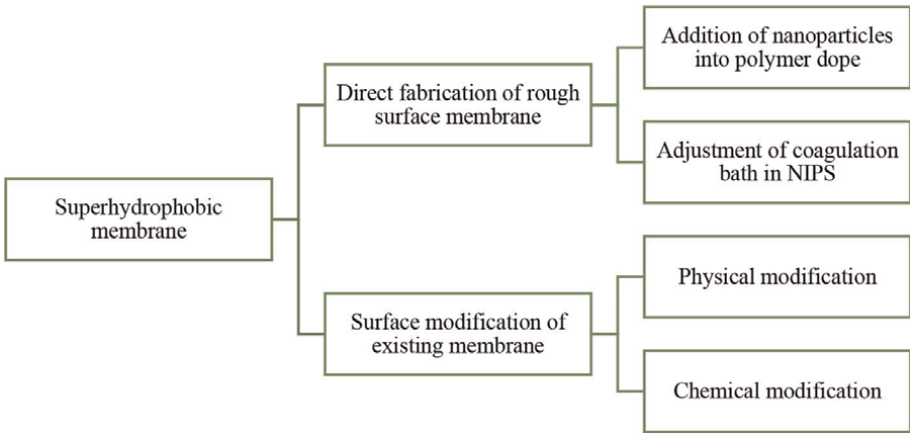 Superhydrophobic
membrane
Direct fabrication of rough
surface membrane
Addition of nanoparticles
into polymer dope
Adjustment of coagulation
bath in NIPS
Surface modification of
existing membrane
Physical modification
Chemical modification